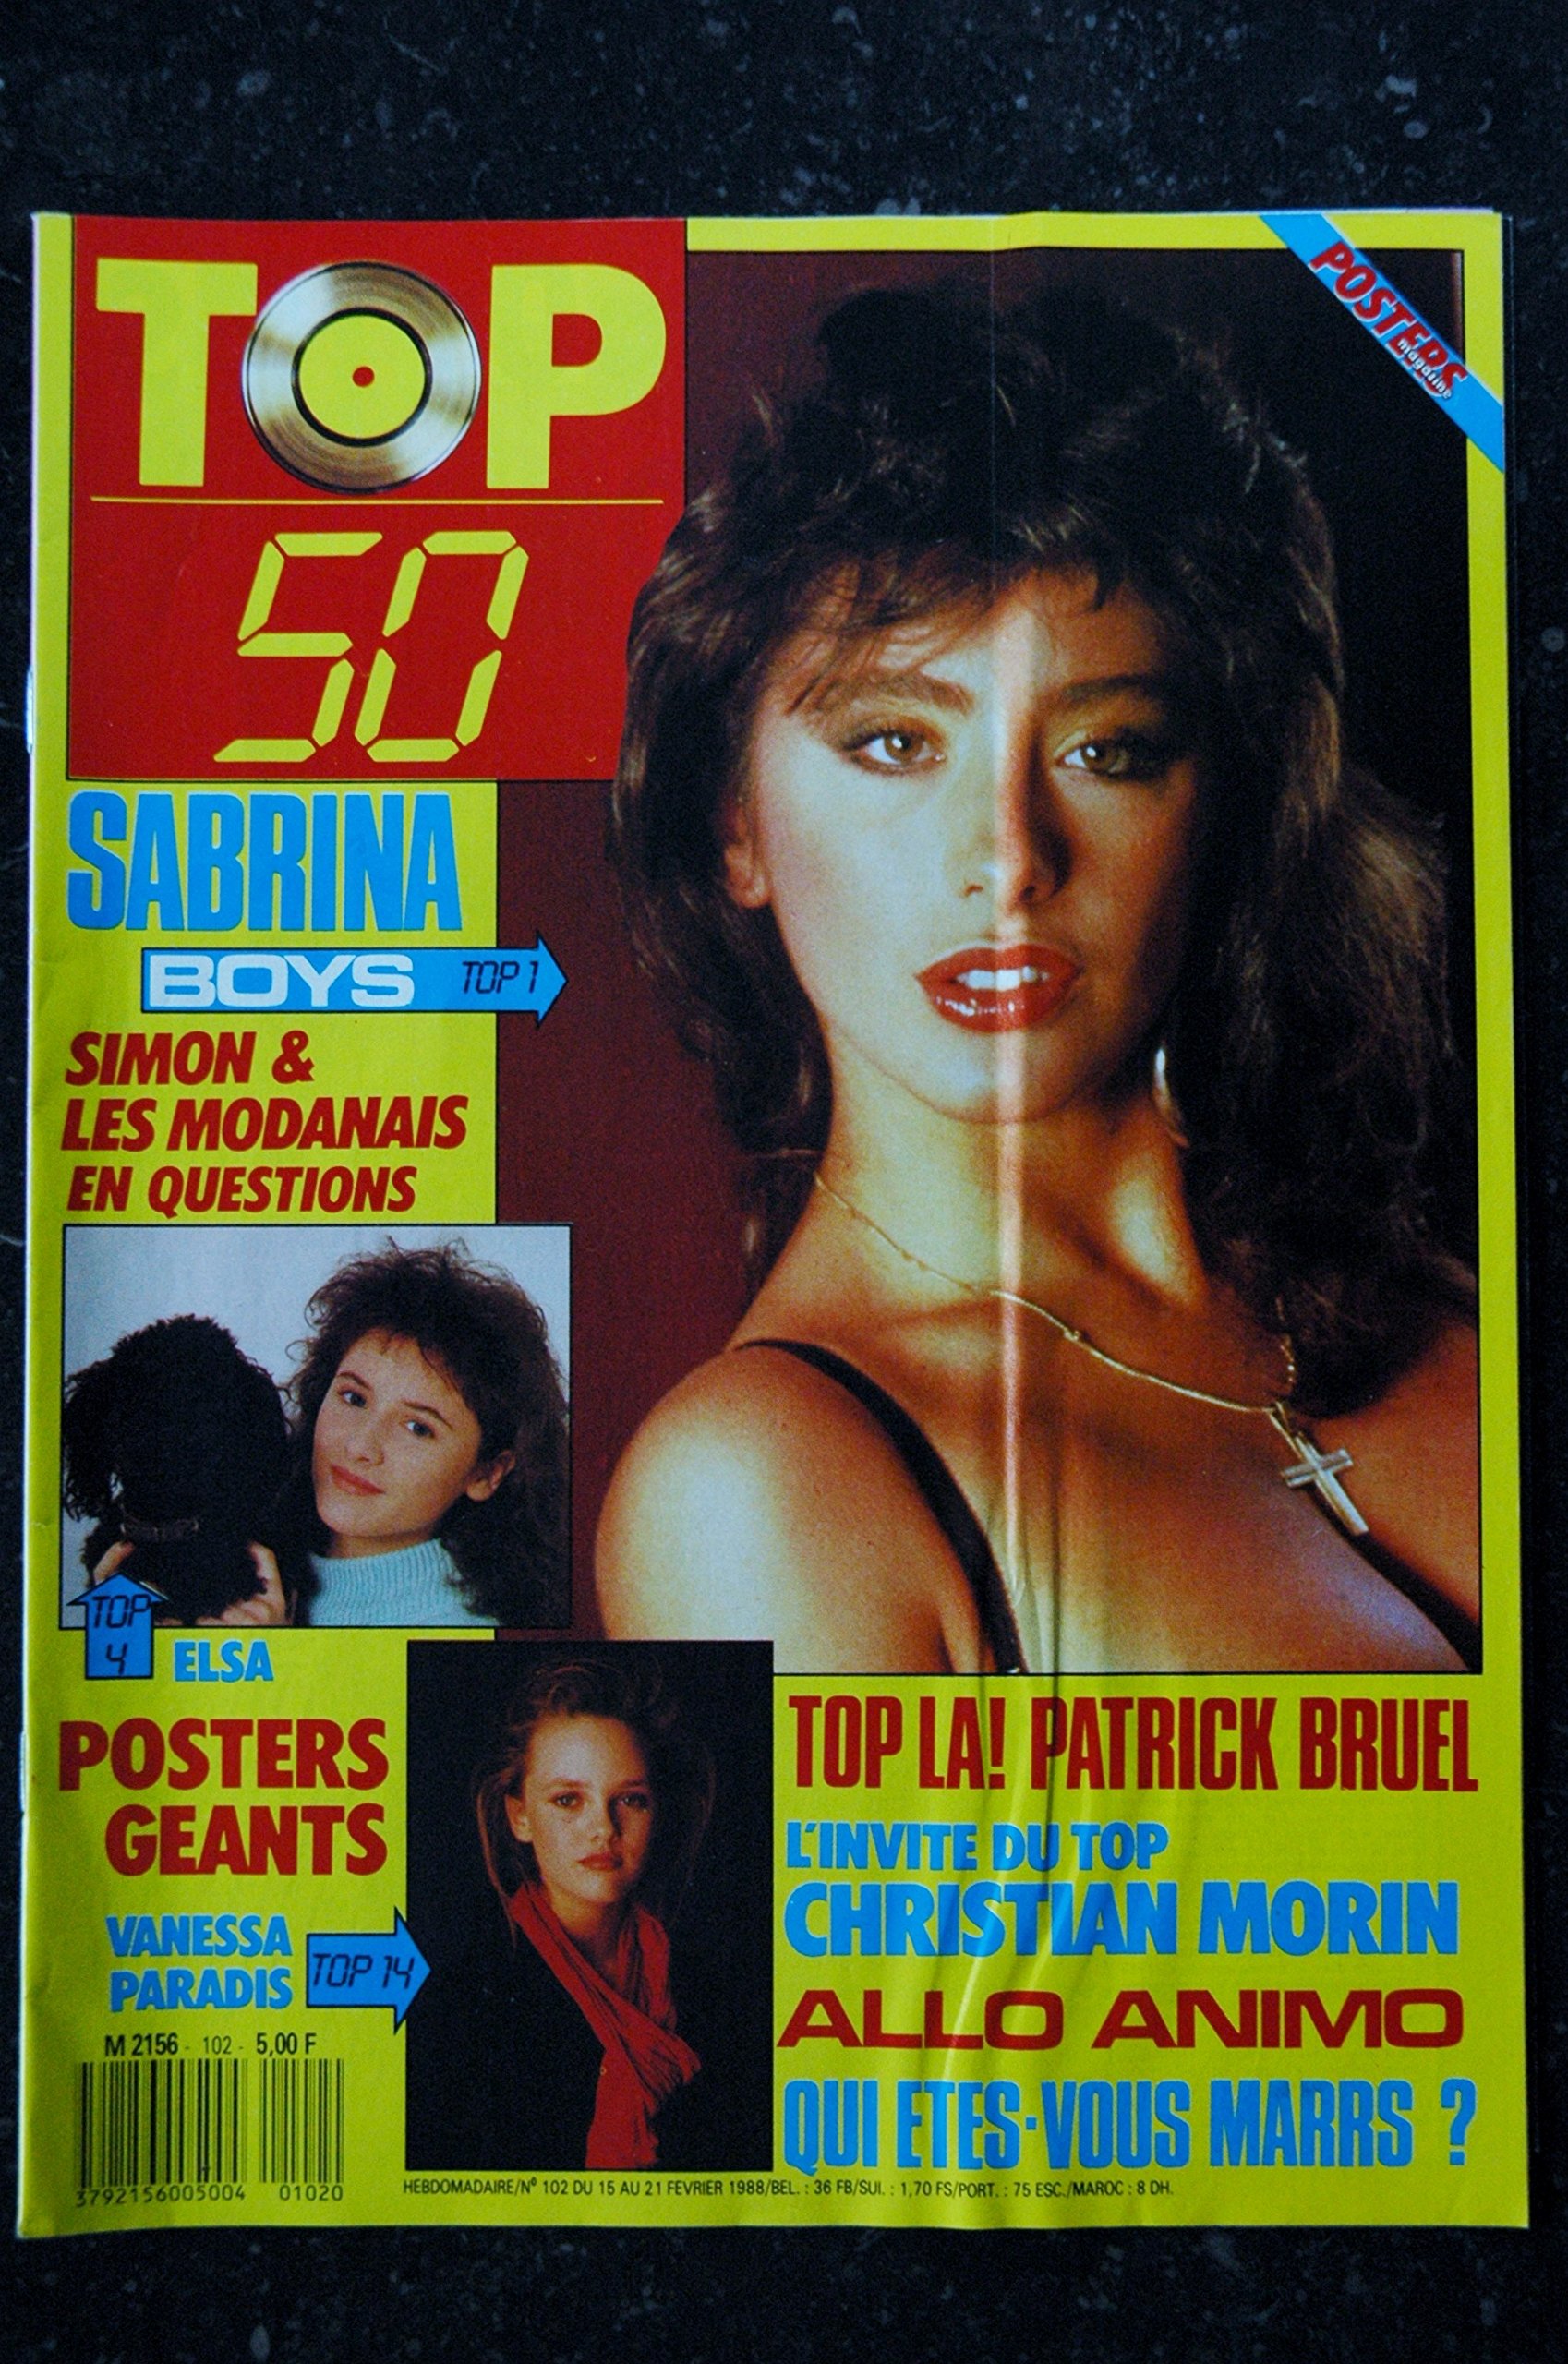 TOP
50
POSTERS
magazine
SABRINA
BOYS TOP 1
SIMON &
LES MODANAIS
EN QUESTIONS
TOP
4
ELSA
POSTERS
GEANTS
VANESSA
PARADIS
TOP 14
M 2156 - 102 - 5,00 F
3792156005004 01020
TOP LA! PATRICK BRUEL
L'INVITE DU TOP
CHRISTIAN MORIN
ALLO ANIMO
QUI ETES-VOUS MARRS ?
HEBDOMADAIRE/N° 102 DU 15 AU 21 FEVRIER 1988/BEL. : 36 FB/SUI. : 1,70 FS/PORT. : 75 ESC./MAROC : 8 DH.